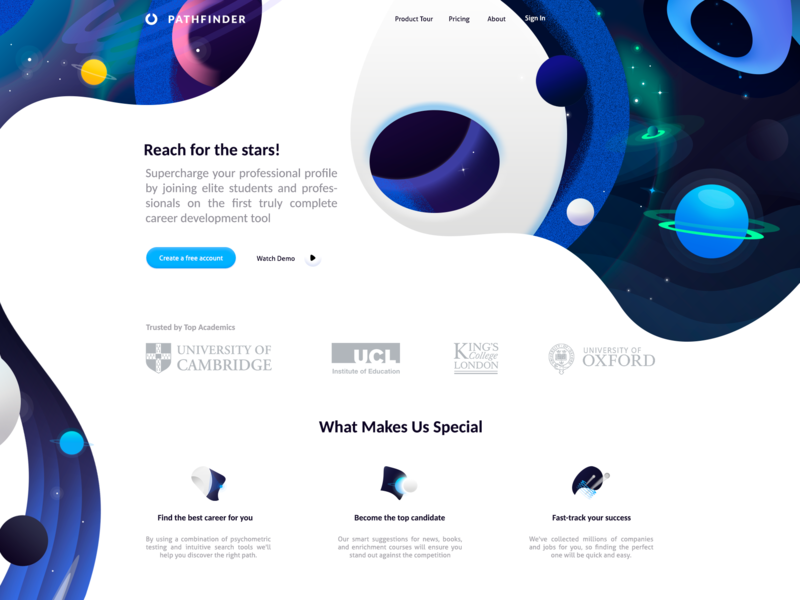 PATHFINDER
Product Tour Pricing About Sign In
Reach for the stars!
Supercharge your professional profile
by joining elite students and profes-
sionals on the first truly complete
career development tool
Create a free account Watch Demo
Trusted by Top Academics
UNIVERSITY OF
CAMBRIDGE
UCL
Institute of Education
KING'S
College
LONDON
UNIVERSITY OF
OXFORD
What Makes Us Special
Find the best career for you
By using a combination of psychometric
testing and intuitive search tools we'll
help you discover the right path.
Become the top candidate
Our smart suggestions for news, books,
and enrichment courses will ensure you
stand out against the competition
Fast-track your success
We've collected millions of companies
and jobs for you, so finding the perfect
one will be quick and easy.